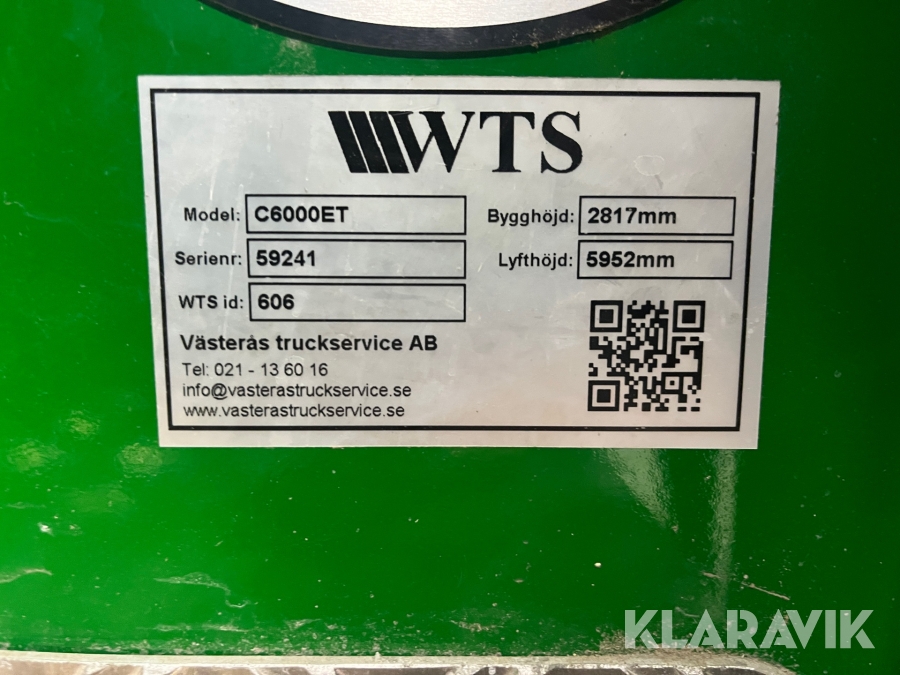 WTS
Model: C6000ET
Bygghöjd: 2817mm
Serienr: 59241
Lyfthöjd: 5952mm
WTS id: 606
Västerås truckservice AB
Tel: 021 - 13 60 16
info@vasterastruckservice.se
www.vasterastruckservice.se
KLARAVIK